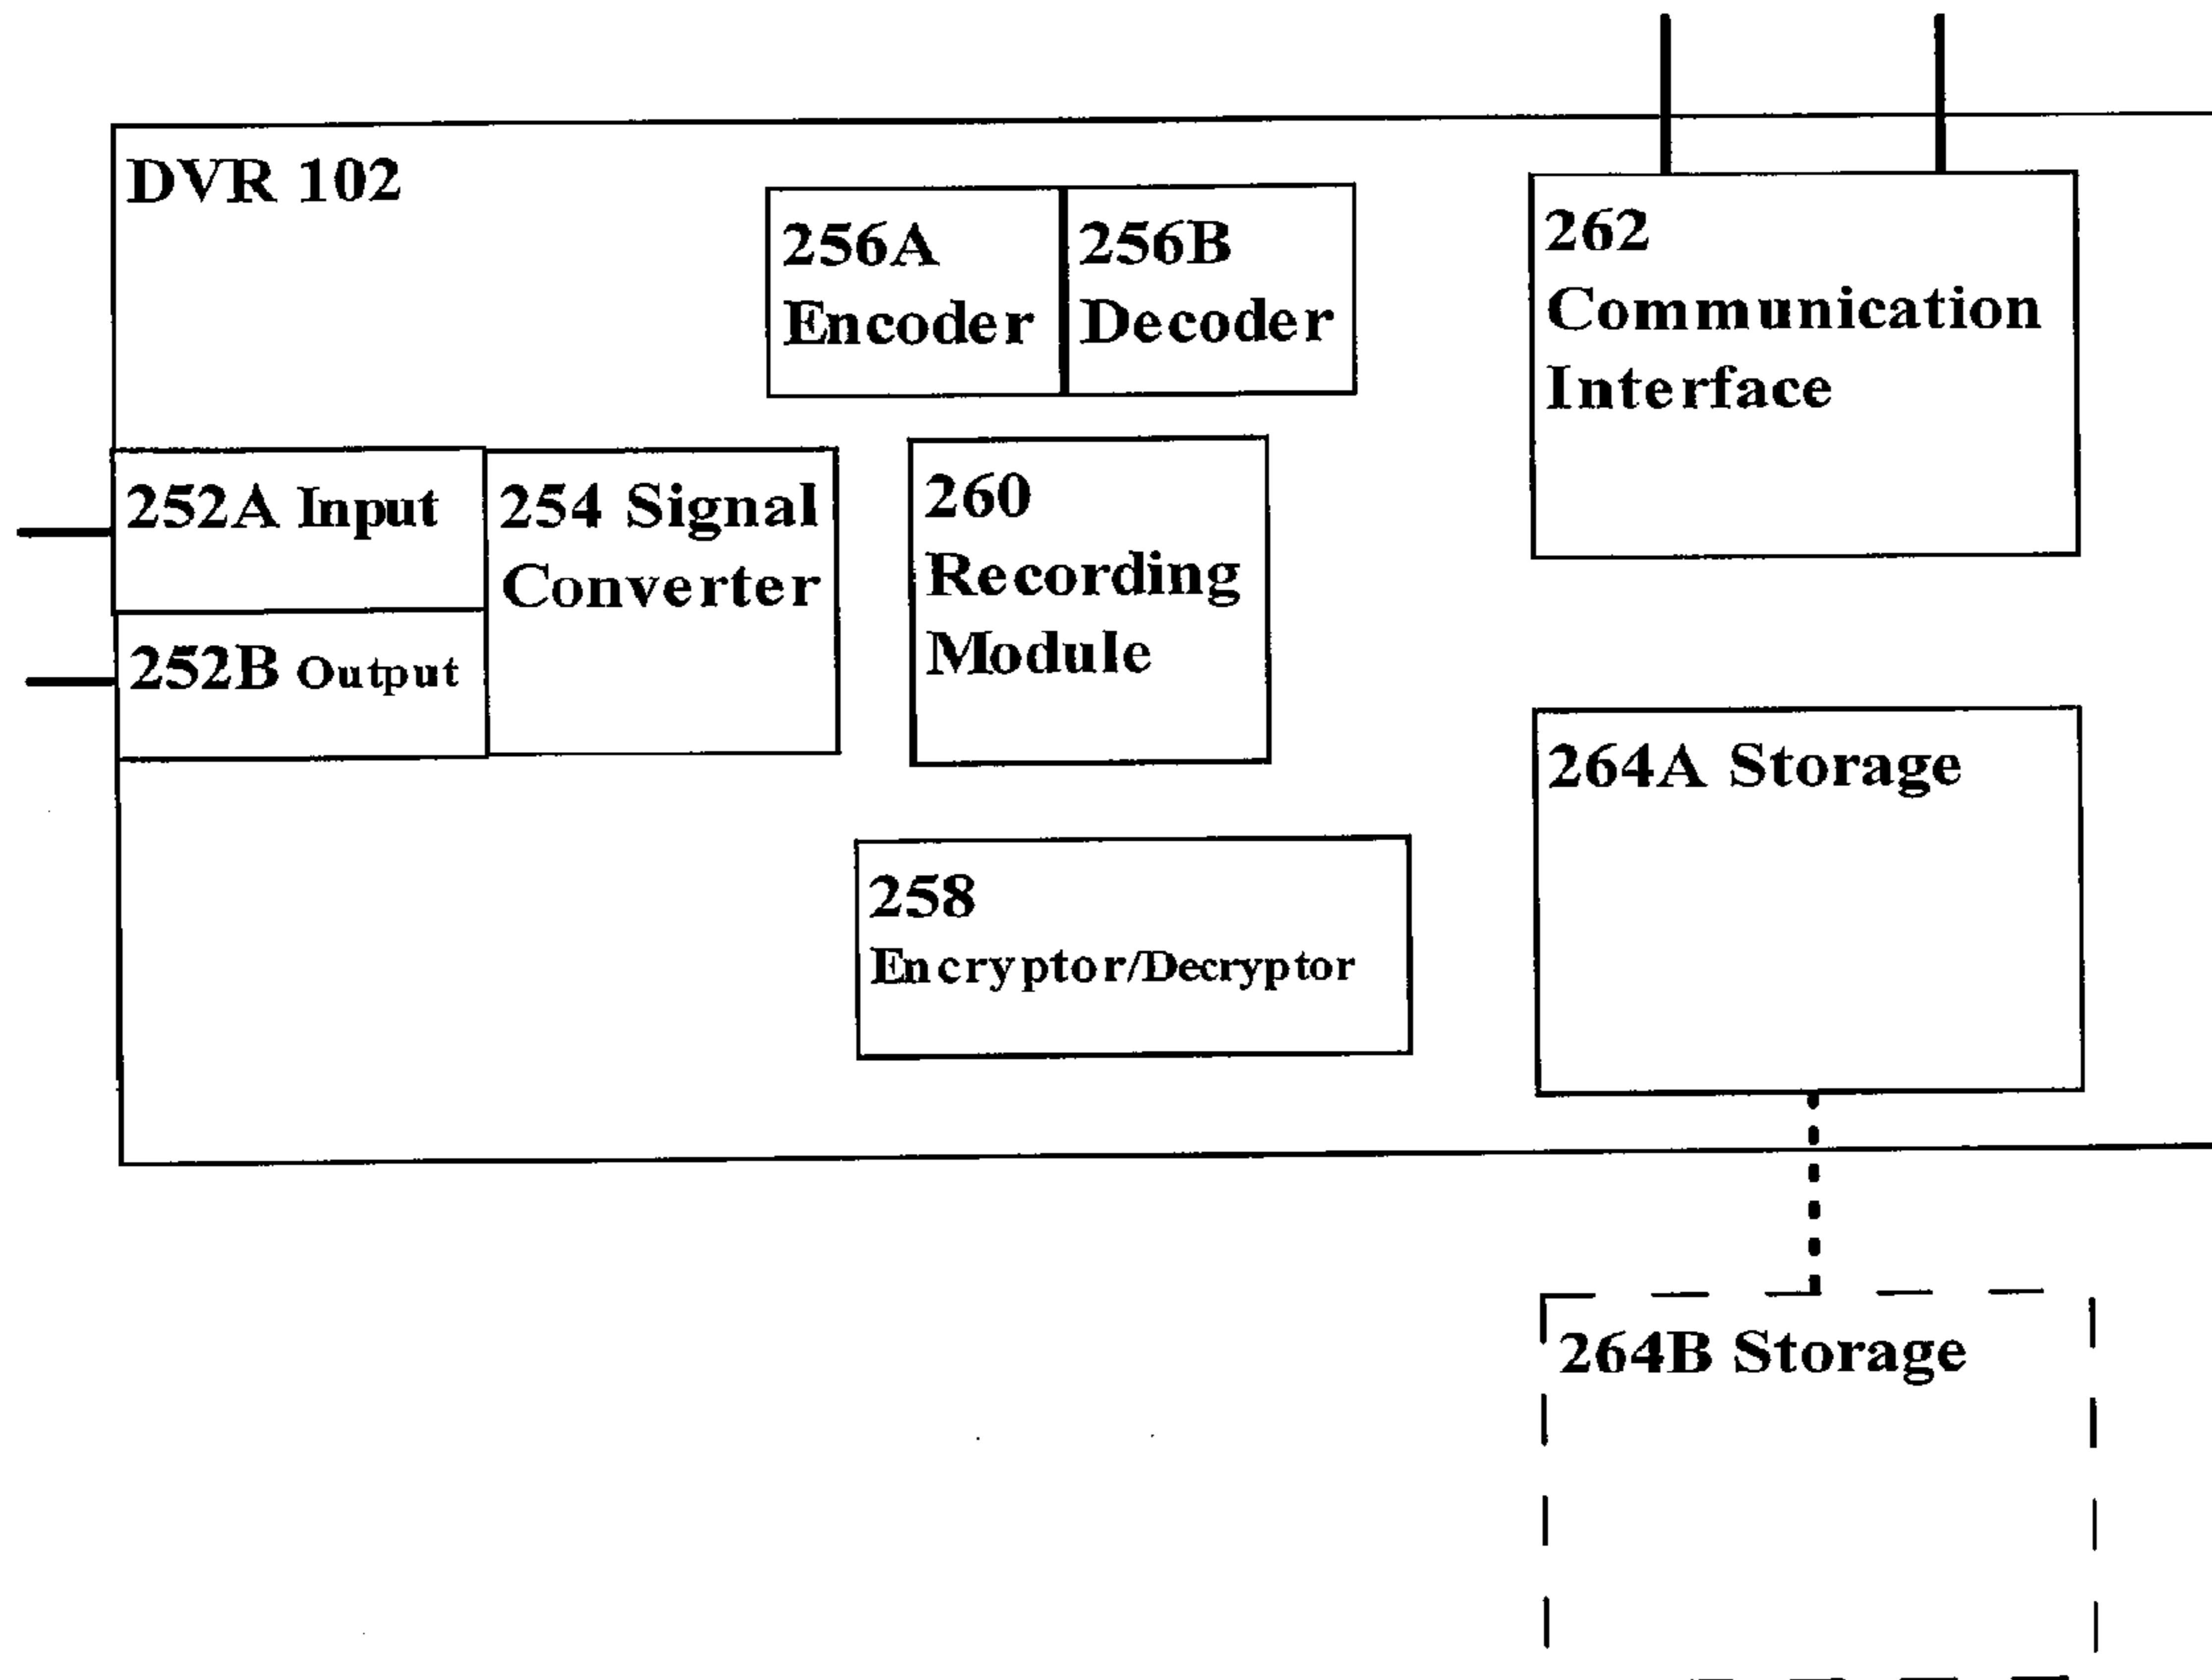 DVR 102
256A
Encoder
256B
Decoder
262
Communication
Interface
252A Input
252B Output
254 Signal
Converter
260
Recording
Module
264A Storage
258
Encryptor/Decryptor
264B Storage